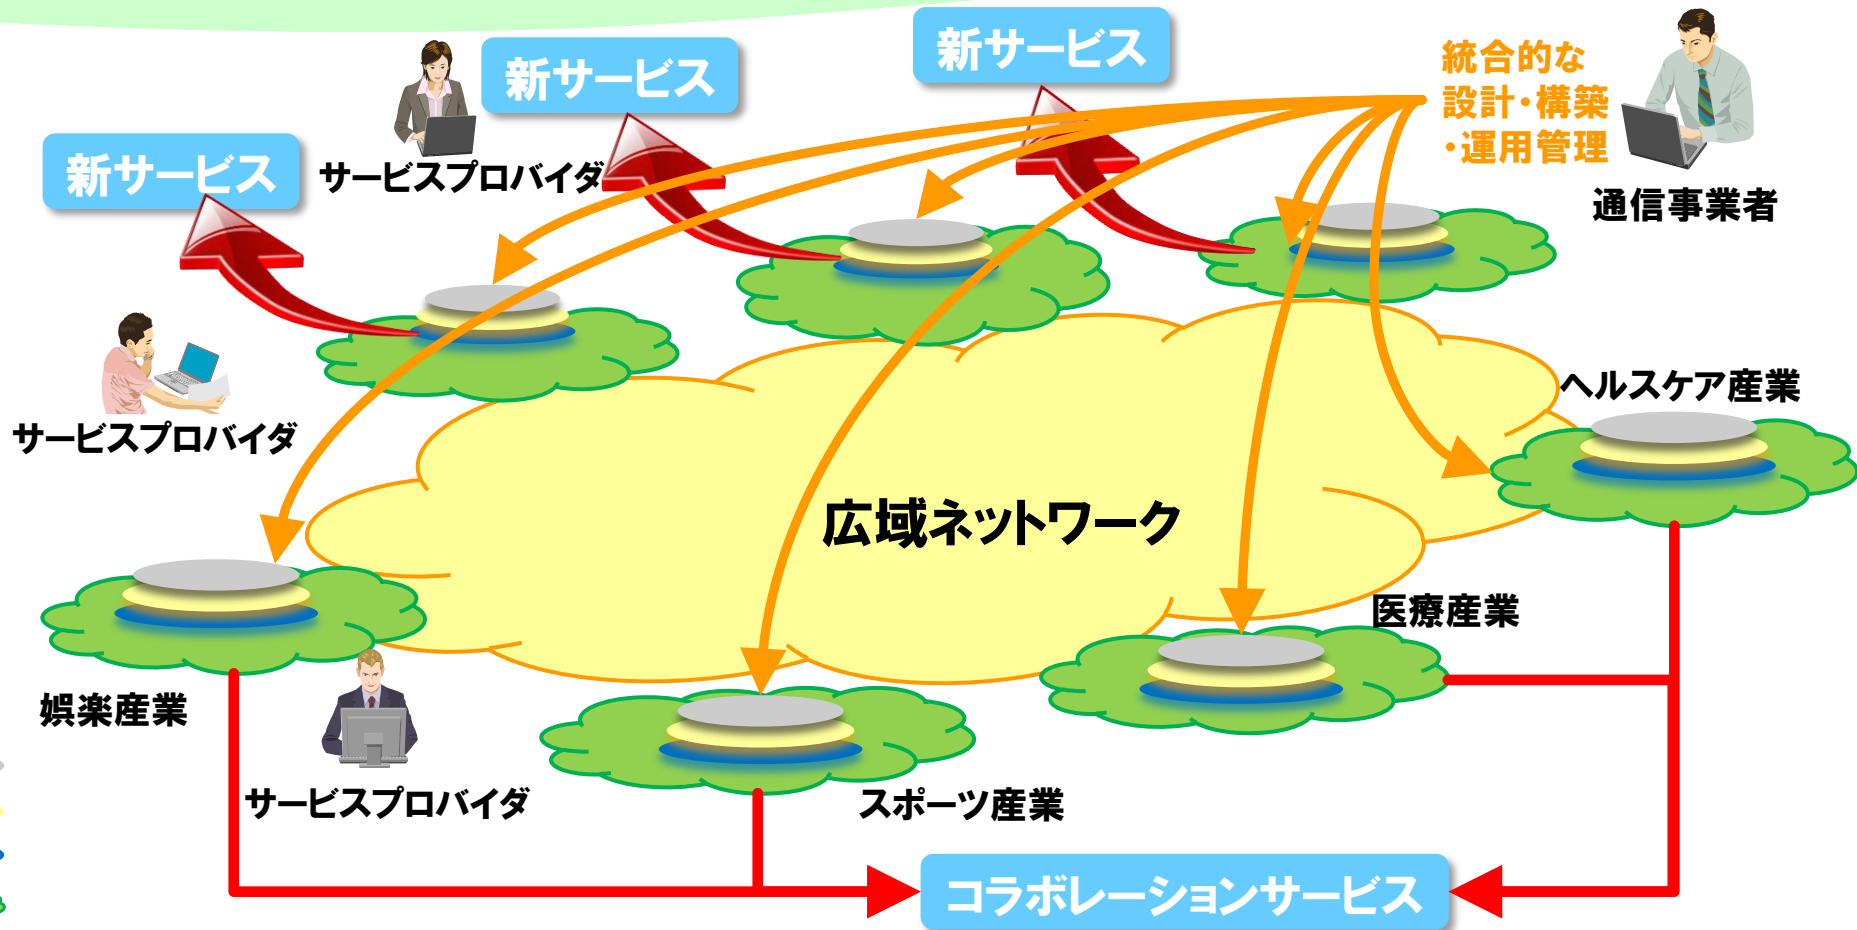 新サービス
新サービス
新サービス
統合的な
設計・構築
・運用管理
サービスプロバイダ
通信事業者
サービスプロバイダ
ヘルスケア産業
広域ネットワーク
医療産業
娯楽産業
サービスプロバイダ
スポーツ産業
コラボレーションサービス